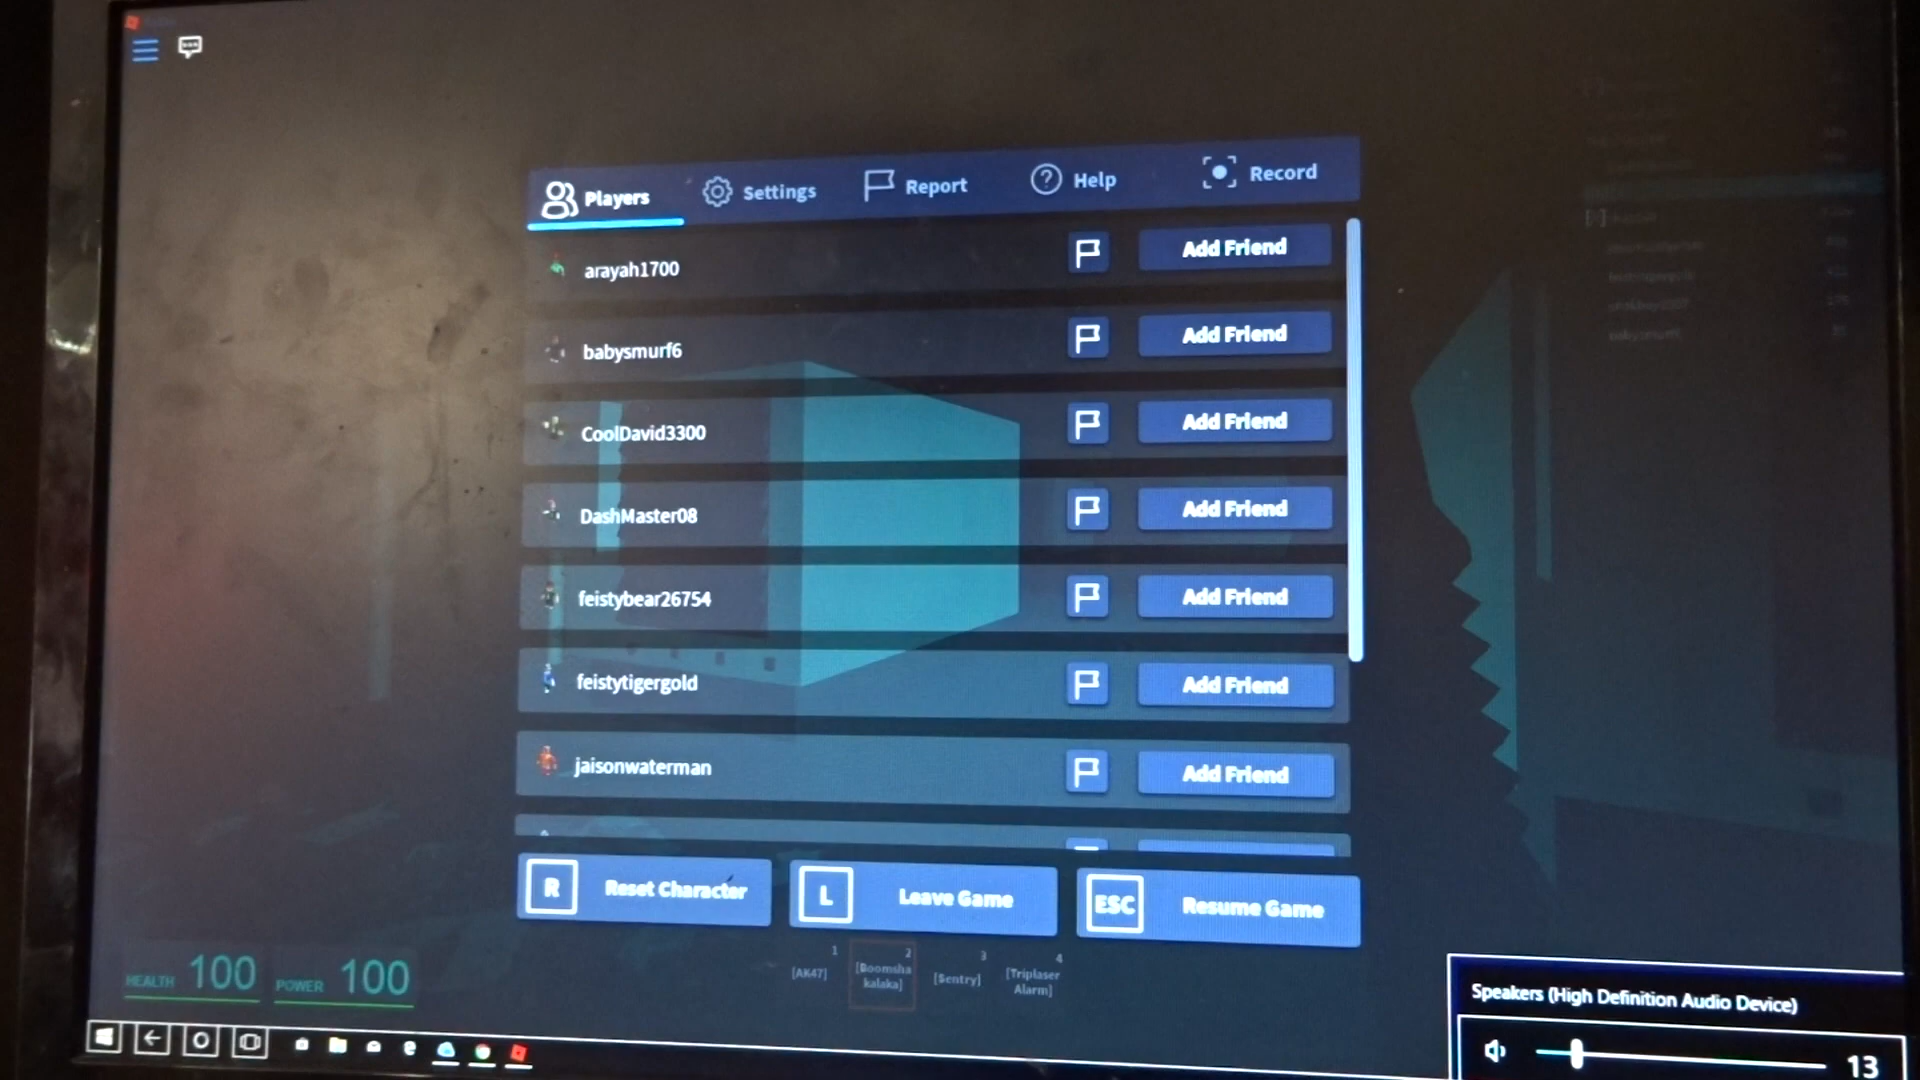 Players
Settings
Report
Help
Record
arayah1700
Add Friend
babysmurf6
Add Friend
CoolDavid3300
Add Friend
DashMaster08
Add Friend
feistybear26754
Add Friend
feistytigergold
Add Friend
jaisonwaterman
Add Friend
R Reset Character
L Leave Game
ESC Resume Game
HEALTH 100
POWER 100
1
[AK47]
2
[Boomsha
kalaka]
3
[Sentry]
4
[Triplaser
Alarm]
Speakers (High Definition Audio Device)
13